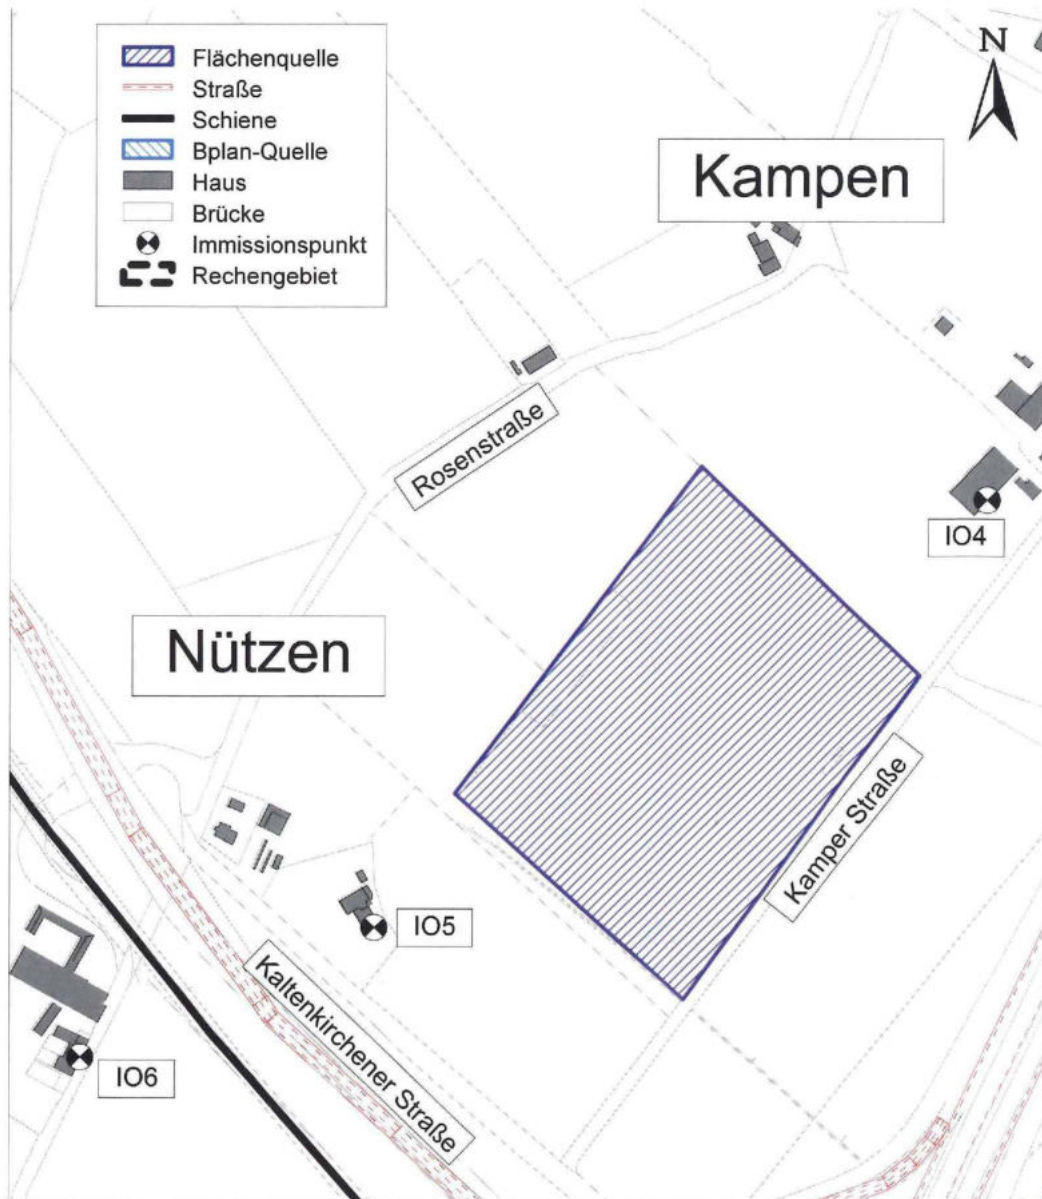 Flächenquelle
Straße
Schiene
Bplan-Quelle
Haus
Brücke
Immissionspunkt
Rechengebiet
N
Kampen
Rosenstraße
IO4
Nützen
Kamper Straße
IO5
Kaltenkirchener Straße
IO6